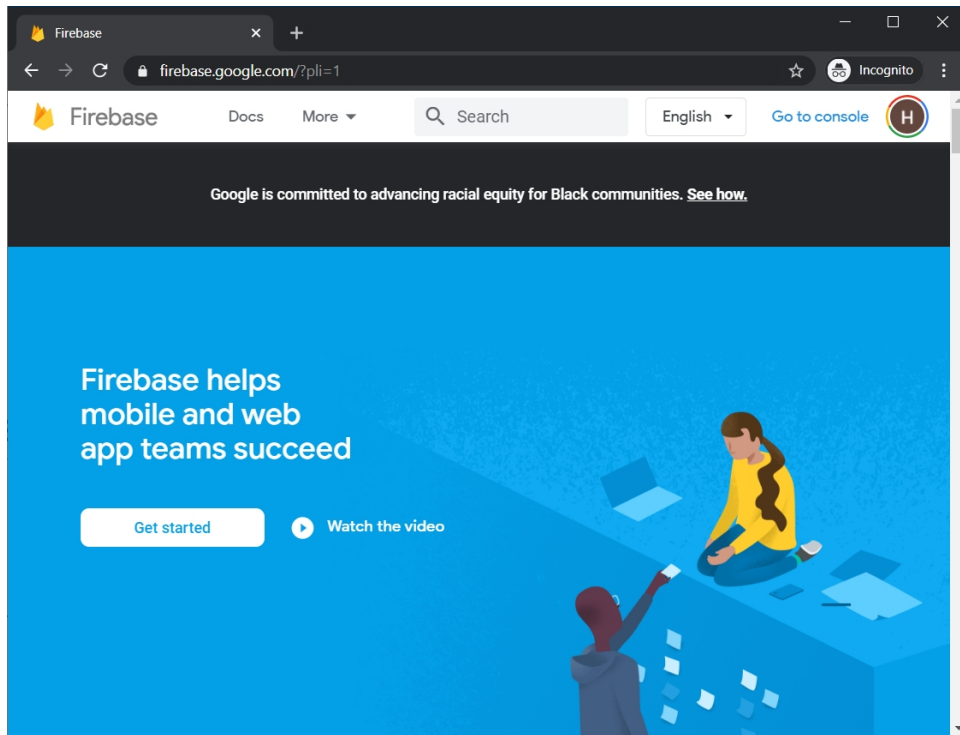 Firebase
firebase.google.com/?pli=1
Incognito
Firebase Docs More Search English Go to console H
Google is committed to advancing racial equity for Black communities. See how.
Firebase helps
mobile and web
app teams succeed
Get started Watch the video